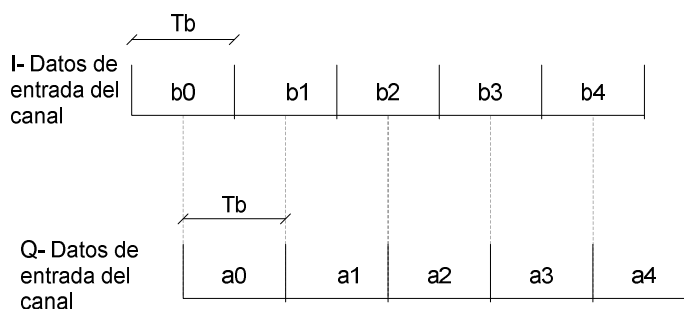 Tb
I- Datos de
entrada del
canal
b0 b1 b2 b3 b4
Tb
Q- Datos de
entrada del
canal
a0 a1 a2 a3 a4